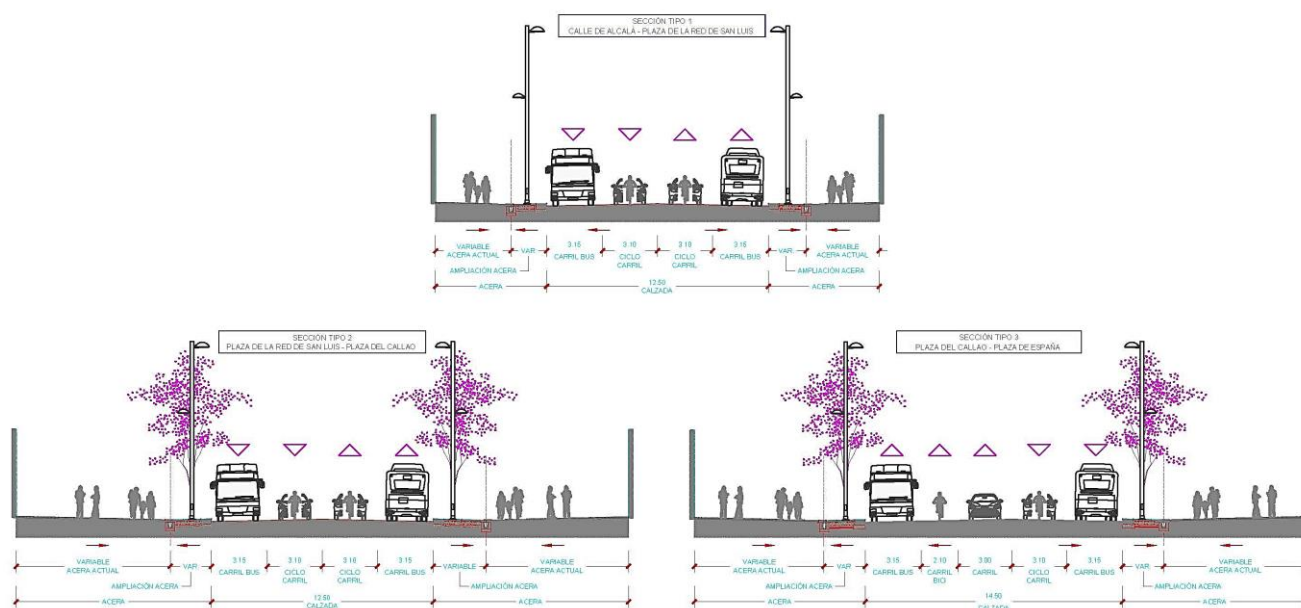 SECCIÓN TIPO 1
CALLE DE ALCALÁ - PLAZA DE LA RED DE SAN LUIS
VARIABLE
ACERA ACTUAL
VAR
3.15
CARRIL BUS
3.10
CICLO
CARRIL
3.10
CICLO
CARRIL
3.15
CARRIL BUS
VAR
VARIABLE
ACERA ACTUAL
AMPLIACIÓN ACERA
AMPLIACIÓN ACERA
ACERA
12.50
CALZADA
ACERA
SECCIÓN TIPO 2
PLAZA DE LA RED DE SAN LUIS - PLAZA DEL CALLAO
VARIABLE
ACERA ACTUAL
VAR
3.15
CARRIL BUS
3.10
CICLO
CARRIL
3.10
CICLO
CARRIL
3.15
CARRIL BUS
VARIABLE
VARIABLE
ACERA ACTUAL
AMPLIACIÓN ACERA
AMPLIACIÓN ACERA
ACERA
12.50
CALZADA
ACERA
SECCIÓN TIPO 3
PLAZA DEL CALLAO - PLAZA DE ESPAÑA
VARIABLE
ACERA ACTUAL
VAR
3.15
CARRIL BUS
2.10
CARRIL
BICI
3.00
CARRIL
3.10
CICLO
CARRIL
3.15
CARRIL BUS
VAR
VARIABLE
ACERA ACTUAL
AMPLIACIÓN ACERA
AMPLIACIÓN ACERA
ACERA
14.50
CALZADA
ACERA